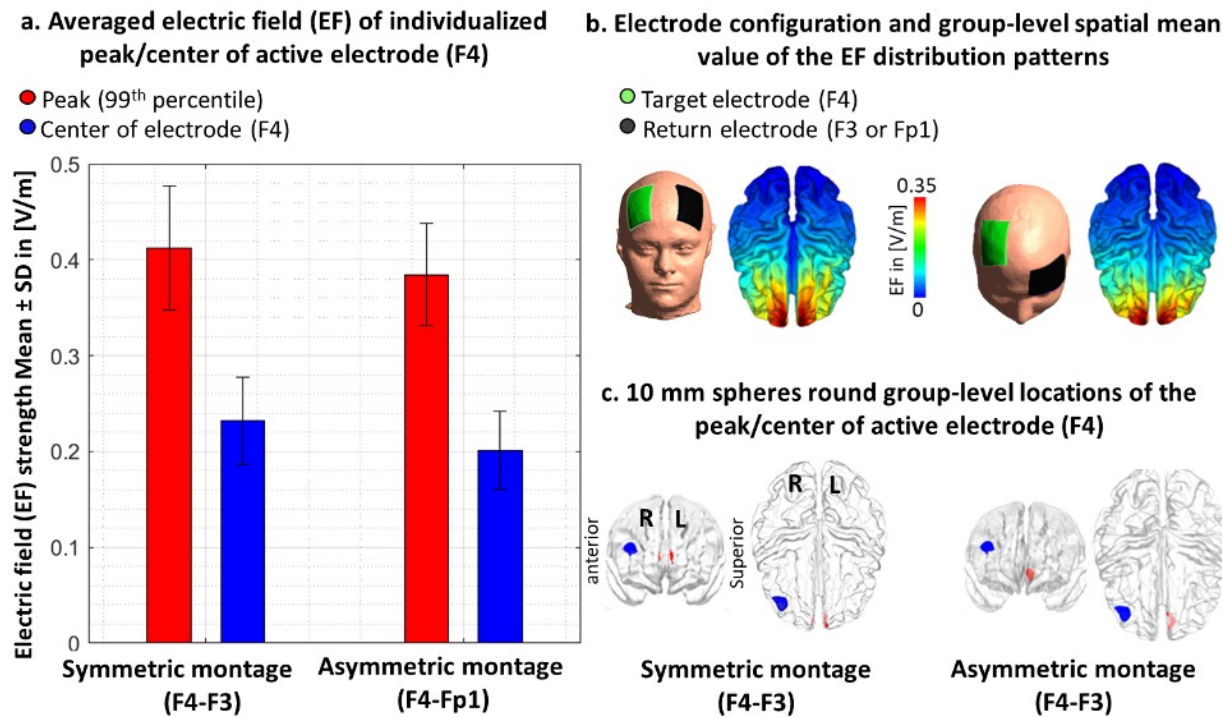 a. Averaged electric field (EF) of individualized
peak/center of active electrode (F4)
Peak (99th percentile)
Center of electrode (F4)
Electric field (EF) strength Mean ± SD in [V/m]
0.5
0.4
0.3
0.2
0.1
0
Symmetric montage
(F4-F3)
Asymmetric montage
(F4-Fp1)
b. Electrode configuration and group-level spatial mean
value of the EF distribution patterns
Target electrode (F4)
Return electrode (F3 or Fp1)
EF in [V/m]
0.35
0
c. 10 mm spheres round group-level locations of the
peak/center of active electrode (F4)
anterior
R L
Superior
R L
Symmetric montage
(F4-F3)
Asymmetric montage
(F4-F3)